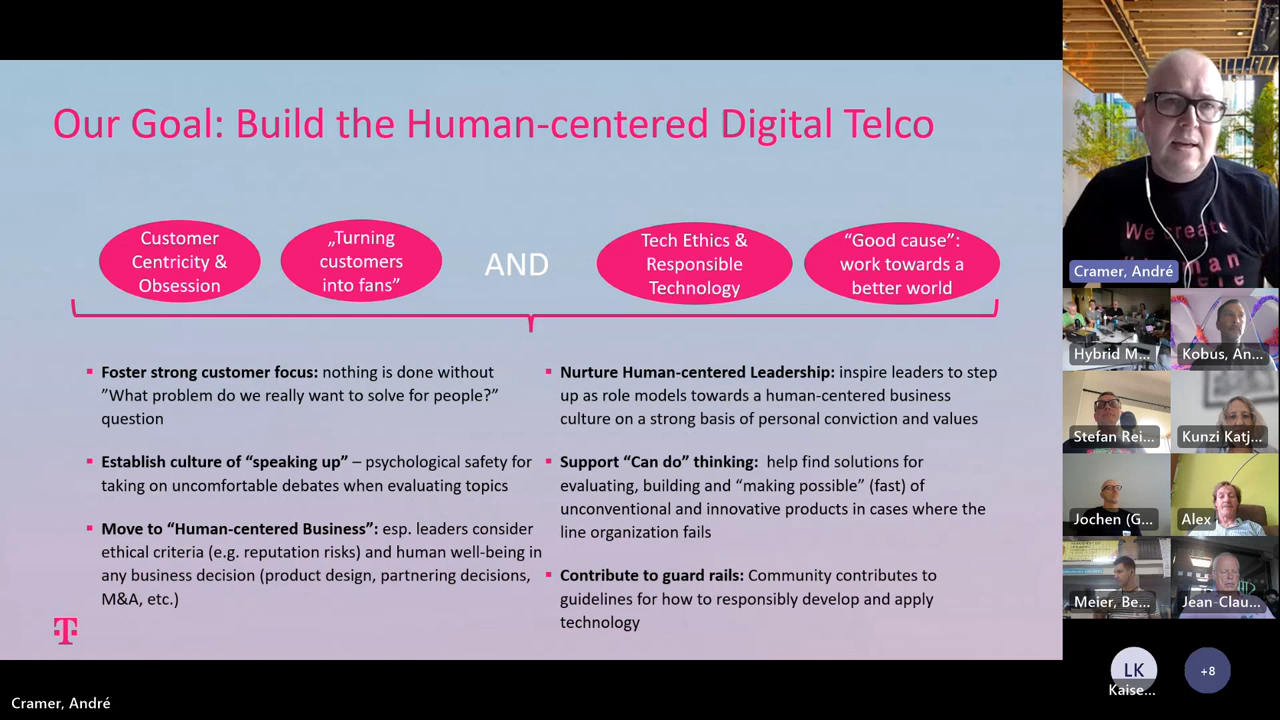 Our Goal: Build the Human-centered Digital Telco
Customer
Centricity &
Obsession
„Turning
customers
into fans”
AND
Tech Ethics &
Responsible
Technology
“Good cause”:
work towards a
better world
Foster strong customer focus: nothing is done without
”What problem do we really want to solve for people?”
question
Establish culture of “speaking up” – psychological safety for
taking on uncomfortable debates when evaluating topics
Move to “Human-centered Business”: esp. leaders consider
ethical criteria (e.g. reputation risks) and human well-being in
any business decision (product design, partnering decisions,
M&A, etc.)
Nurture Human-centered Leadership: inspire leaders to step
up as role models towards a human-centered business
culture on a strong basis of personal conviction and values
Support “Can do” thinking: help find solutions for
evaluating, building and “making possible” (fast) of
unconventional and innovative products in cases where the
line organization fails
Contribute to guard rails: Community contributes to
guidelines for how to responsibly develop and apply
technology
T
Cramer, André
We create
Cramer, André
Hybrid M...
Kobus, An...
Stefan Rei...
Kunzi Katj...
Jochen (G...
Alex
Meier, Be...
Jean-Clau...
LK
Kaise...
+8